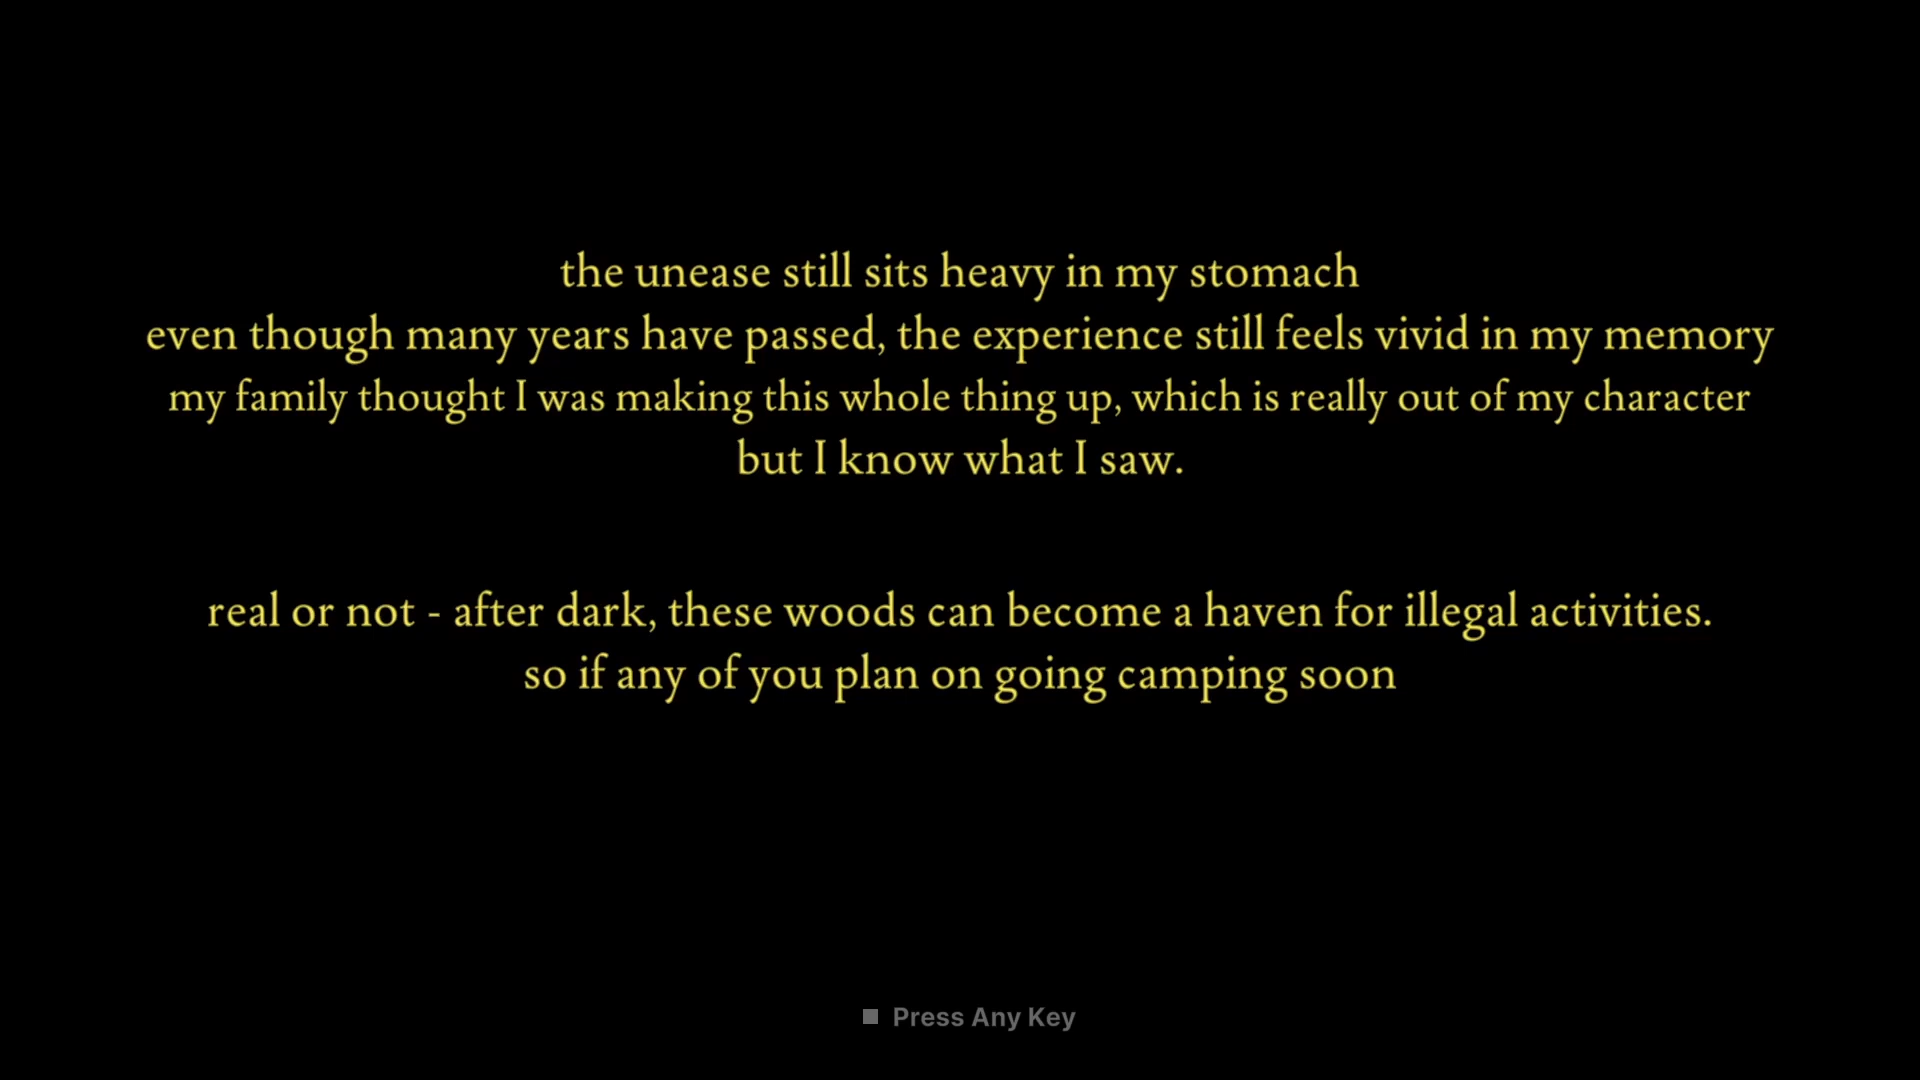 the unease still sits heavy in my stomach
even though many years have passed, the experience still feels vivid in my memory
my family thought I was making this whole thing up, which is really out of my character
but I know what I saw.
real or not - after dark, these woods can become a haven for illegal activities.
so if any of you plan on going camping soon
Press Any Key